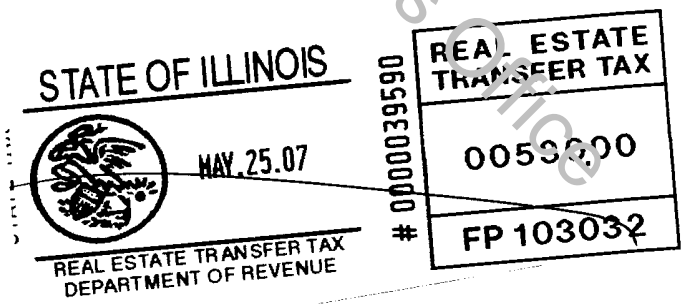 STATE OF ILLINOIS
MAY.25.07
REAL ESTATE TRANSFER TAX
DEPARTMENT OF REVENUE
# 0000039590
REAL ESTATE
TRANSFER TAX
FP 103032
Office